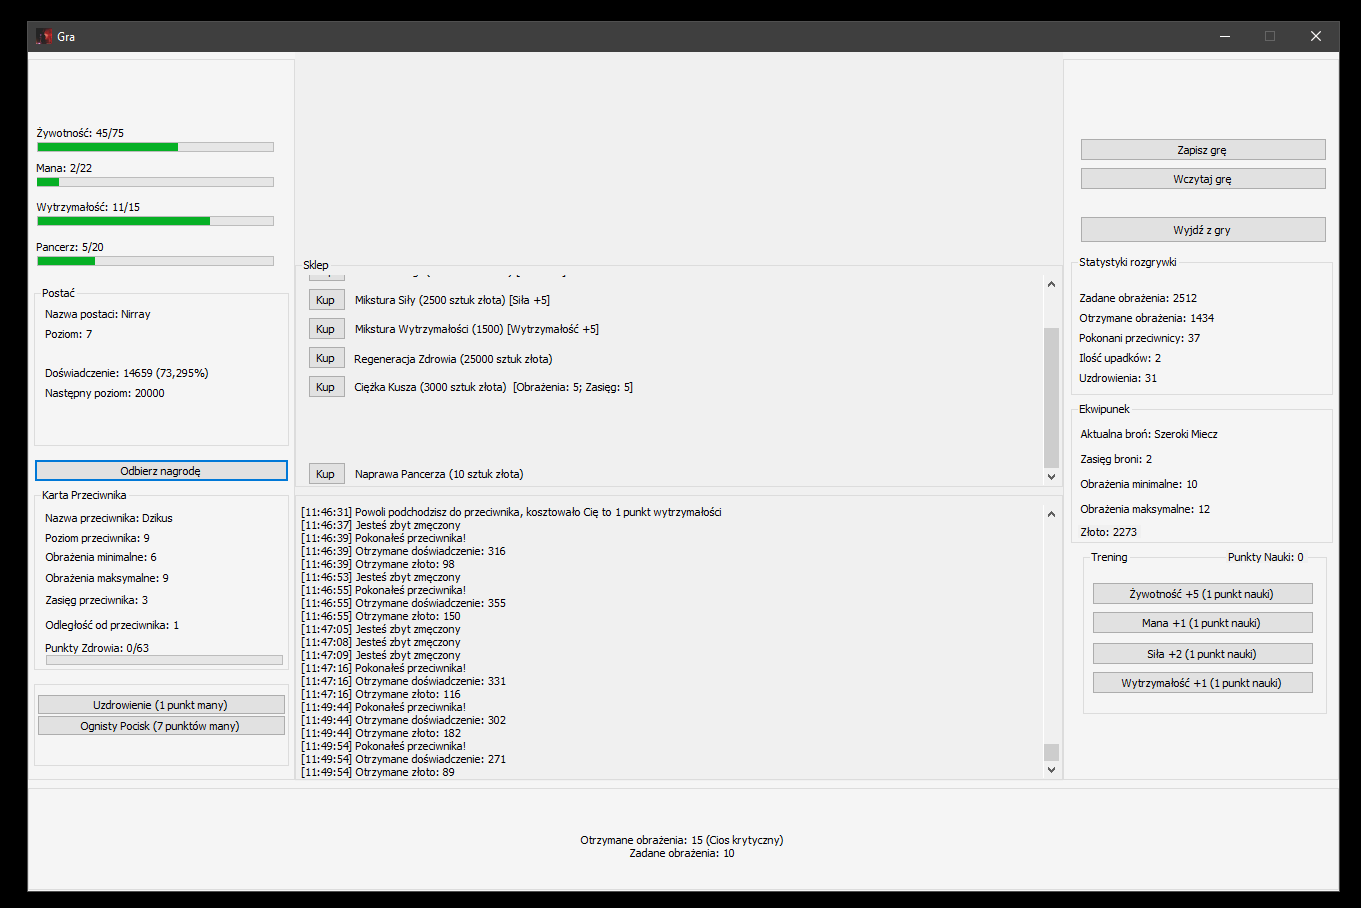 Gra
Żywotność: 45/75
Mana: 2/22
Wytrzymałość: 11/15
Pancerz: 5/20
Postać
Nazwa postaci: Nirray
Poziom: 7
Doświadczenie: 14659 (73,295%)
Następny poziom: 20000
Odbierz nagrodę
Karta Przeciwnika
Nazwa przeciwnika: Dzikus
Poziom przeciwnika: 9
Obrażenia minimalne: 6
Obrażenia maksymalne: 9
Zasięg przeciwnika: 3
Odległość od przeciwnika: 1
Punkty Zdrowia: 0/63
Uzdrowienie (1 punkt many)
Ognisty Pocisk (7 punktów many)
Sklep
Kup Mikstura Siły (2500 sztuk złota) [Siła +5]
Kup Mikstura Wytrzymałości (1500) [Wytrzymałość +5]
Kup Regeneracja Zdrowia (25000 sztuk złota)
Kup Ciężka Kusza (3000 sztuk złota) [Obrażenia: 5; Zasięg: 5]
Kup Naprawa Pancerza (10 sztuk złota)
[11:46:31] Powoli podchodzisz do przeciwnika, kosztowało Cię to 1 punkt wytrzymałości
[11:46:37] Jesteś zbyt zmęczony
[11:46:39] Pokonałeś przeciwnika!
[11:46:39] Otrzymane doświadczenie: 316
[11:46:39] Otrzymane złoto: 98
[11:46:53] Jesteś zbyt zmęczony
[11:46:55] Pokonałeś przeciwnika!
[11:46:55] Otrzymane doświadczenie: 355
[11:46:55] Otrzymane złoto: 150
[11:47:05] Jesteś zbyt zmęczony
[11:47:08] Jesteś zbyt zmęczony
[11:47:09] Jesteś zbyt zmęczony
[11:47:16] Pokonałeś przeciwnika!
[11:47:16] Otrzymane doświadczenie: 331
[11:47:16] Otrzymane złoto: 116
[11:49:44] Pokonałeś przeciwnika!
[11:49:44] Otrzymane doświadczenie: 302
[11:49:44] Otrzymane złoto: 182
[11:49:54] Pokonałeś przeciwnika!
[11:49:54] Otrzymane doświadczenie: 271
[11:49:54] Otrzymane złoto: 89
Zapisz grę
Wczytaj grę
Wyjdź z gry
Statystyki rozgrywki
Zadane obrażenia: 2512
Otrzymane obrażenia: 1434
Pokonani przeciwnicy: 37
Ilość upadków: 2
Uzdrowienia: 31
Ekwipunek
Aktualna broń: Szeroki Miecz
Zasięg broni: 2
Obrażenia minimalne: 10
Obrażenia maksymalne: 12
Złoto: 2273
Trening Punkty Nauki: 0
Żywotność +5 (1 punkt nauki)
Mana +1 (1 punkt nauki)
Siła +2 (1 punkt nauki)
Wytrzymałość +1 (1 punkt nauki)
Otrzymane obrażenia: 15 (Cios krytyczny)
Zadane obrażenia: 10